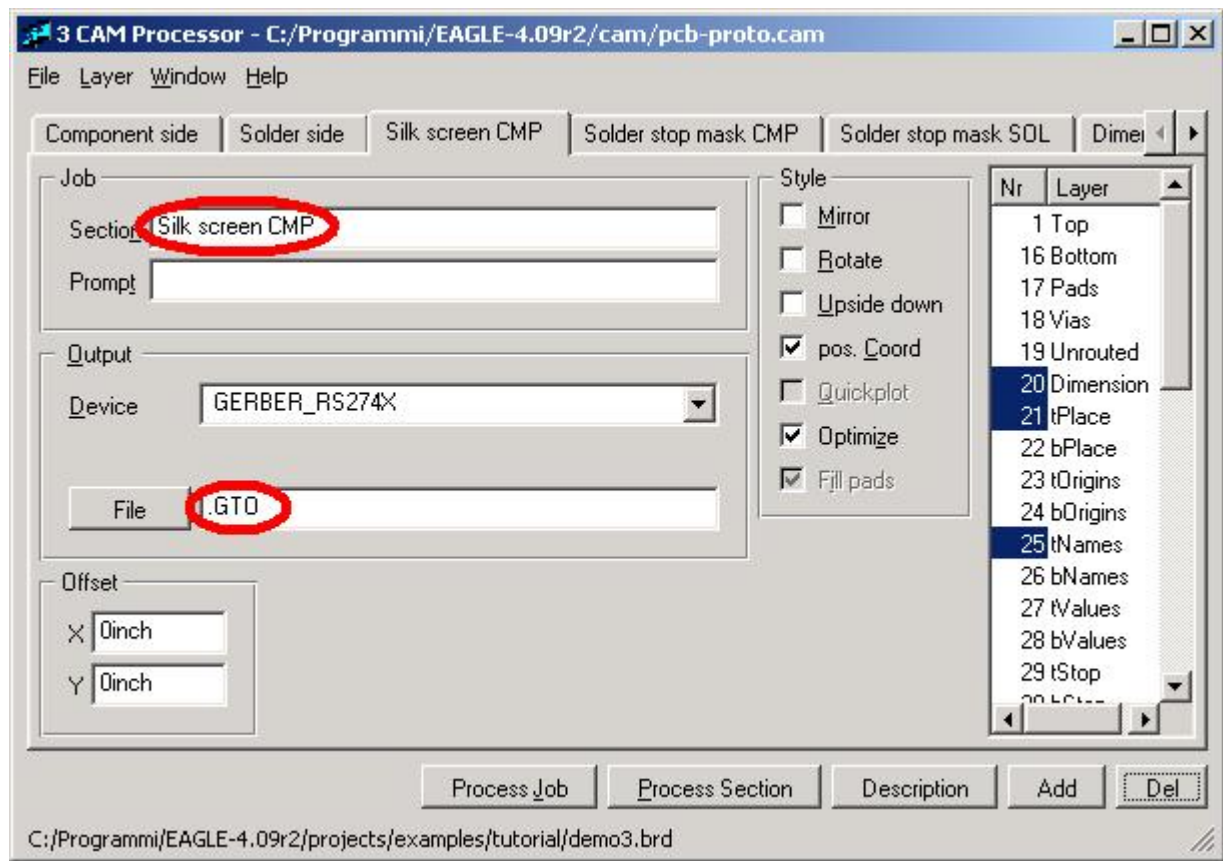 3 CAM Processor - C:/Programmi/EAGLE-4.09r2/cam/pcb-proto.cam
File Layer Window Help
Component side Solder side Silk screen CMP Solder stop mask CMP Solder stop mask SOL Dimen
Job
Section Silk screen CMP
Prompt
Output
Device GERBER_RS274X
File .GTO
Offset
X 0inch
Y 0inch
Style
Mirror
Rotate
Upside down
pos. Coord
Quickplot
Optimize
Fill pads
Nr Layer
1 Top
16 Bottom
17 Pads
18 Vias
19 Unrouted
20 Dimension
21 tPlace
22 bPlace
23 tOrigins
24 bOrigins
25 tNames
26 bNames
27 tValues
28 bValues
29 tStop
Process Job Process Section Description Add Del
C:/Programmi/EAGLE-4.09r2/projects/examples/tutorial/demo3.brd